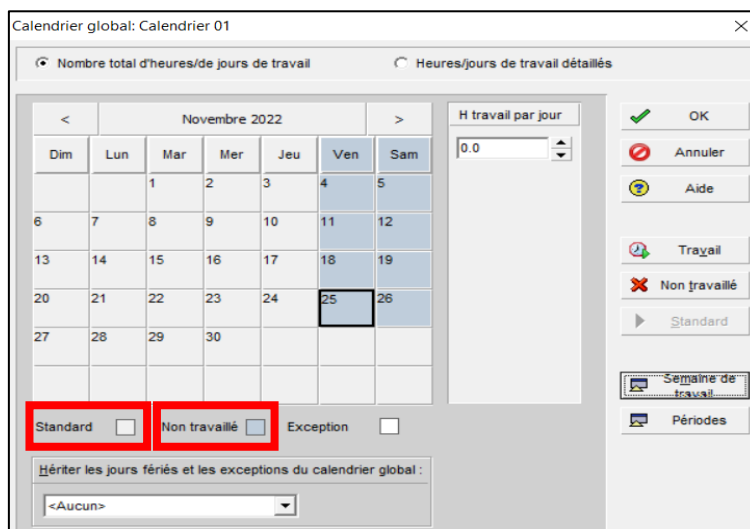 Calendrier global: Calendrier 01
Nombre total d'heures/de jours de travail
Heures/jours de travail détaillés
< Novembre 2022 >
Dim Lun Mar Mer Jeu Ven Sam
1 2 3 4 5
6 7 8 9 10 11 12
13 14 15 16 17 18 19
20 21 22 23 24 25 26
27 28 29 30
H travail par jour
0.0
OK
Annuler
Aide
Travail
Non travaillé
Standard
Semaine de
travail
Périodes
Standard Non travaillé Exception
Hériter les jours fériés et les exceptions du calendrier global :
<Aucun>